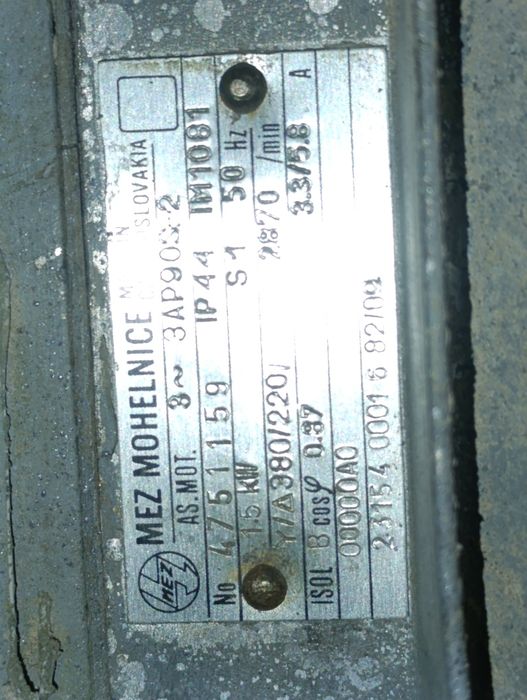 MEZ MOHELNICE
SLOVAKIA
MEZ
AS.MOT. 3~ 3AP90S-2
No 4751159 IP44 IM1081
1.5 kW S1 50 Hz
Y/Δ380/220/ 2870 /min
ISOL B cosφ 0.87 3.3/5.8 A
00000A0
23154 0001 6 82/09